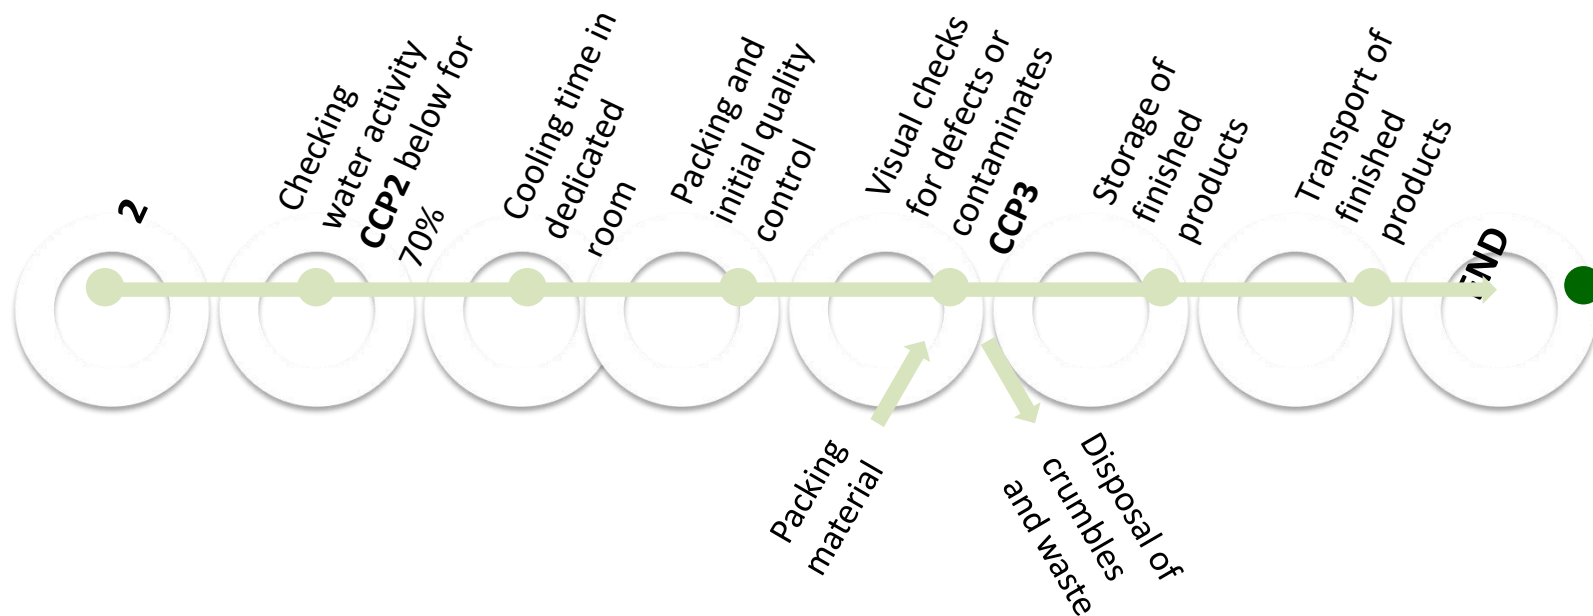 2
Checking
water activity
CCP2 below for
70%
Cooling time in
dedicated
room
Packing and
initial quality
control
Visual checks
for defects or
contaminates
CCP3
Storage of
finished
products
Transport of
finished
products
END
Packing
material
Disposal of
crumbles
and waste